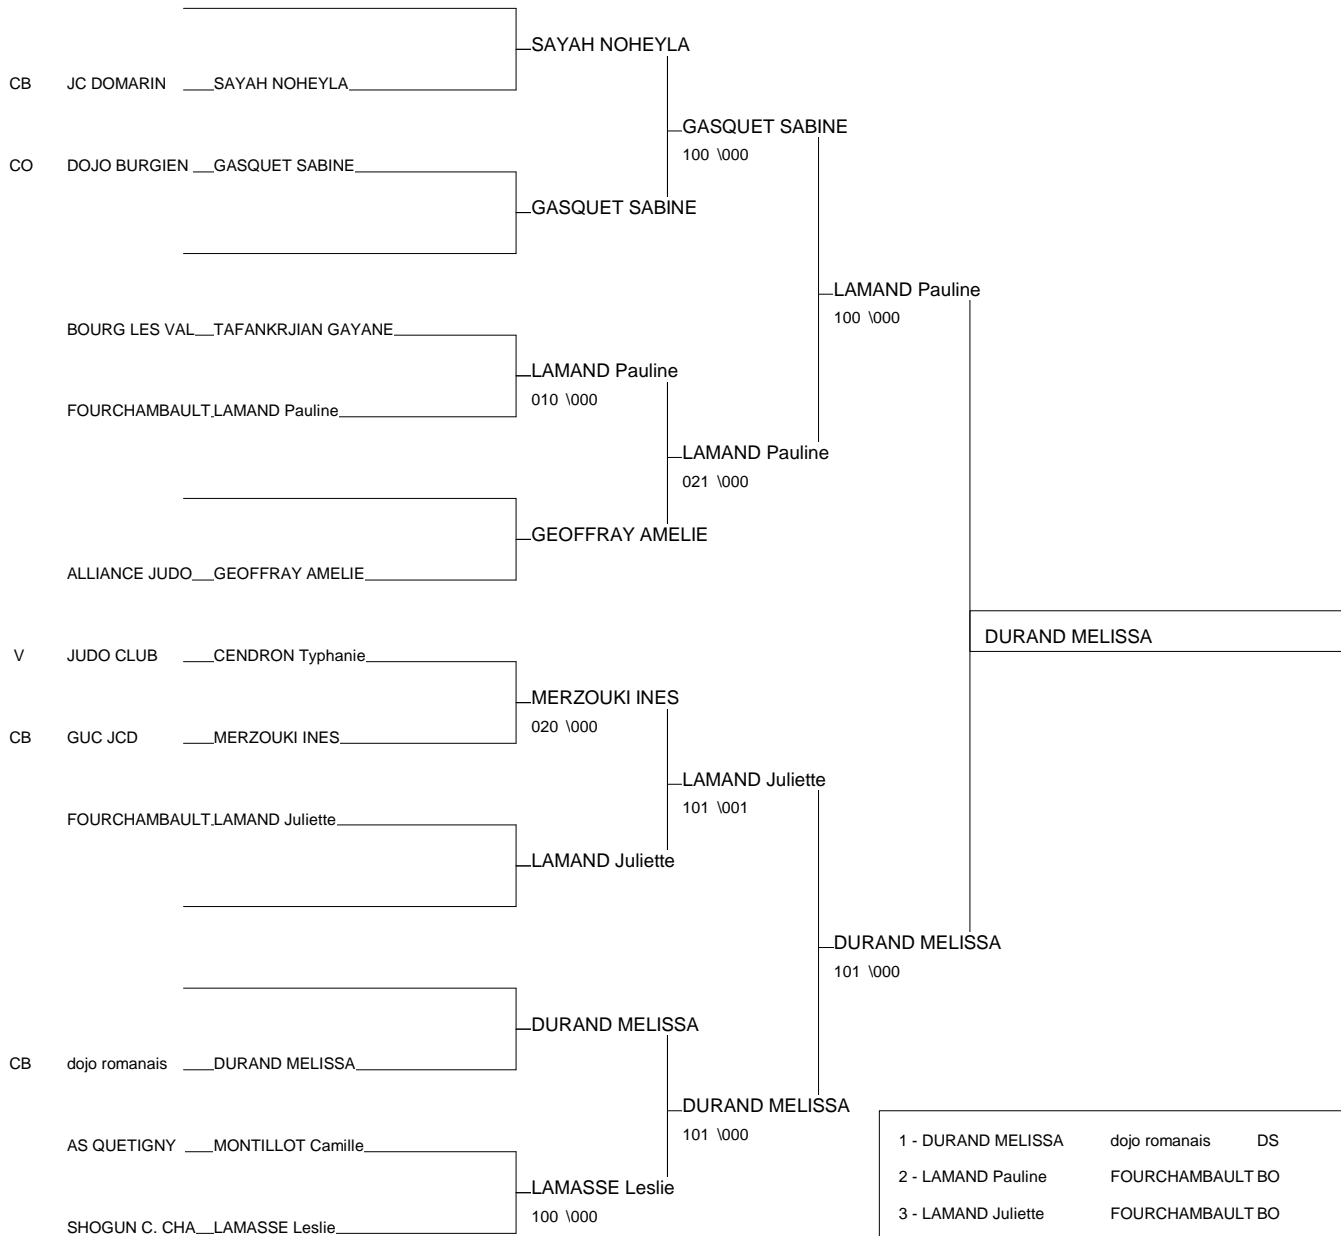 SAYAH NOHEYLA
CB JC DOMARIN SAYAH NOHEYLA
GASQUET SABINE
100 \000
CO DOJO BURGIEN GASQUET SABINE
GASQUET SABINE
LAMAND Pauline
100 \000
BOURG LES VAL TAFANKRJIAN GAYANE
LAMAND Pauline
010 \000
FOURCHAMBAULT LAMAND Pauline
LAMAND Pauline
021 \000
GEOFFRAY AMELIE
ALLIANCE JUDO GEOFFRAY AMELIE
DURAND MELISSA
V JUDO CLUB CENDRON Typhanie
MERZOUKI INES
020 \000
CB GUC JCD MERZOUKI INES
LAMAND Juliette
101 \001
FOURCHAMBAULT LAMAND Juliette
LAMAND Juliette
DURAND MELISSA
101 \000
DURAND MELISSA
CB dojo romanais DURAND MELISSA
DURAND MELISSA
101 \000
AS QUETIGNY MONTILLOT Camille
LAMASSE Leslie
100 \000
SHOGUN C. CHA LAMASSE Leslie
1 - DURAND MELISSA dojo romanais DS
2 - LAMAND Pauline FOURCHAMBAULT BO
3 - LAMAND Juliette FOURCHAMBAULT BO